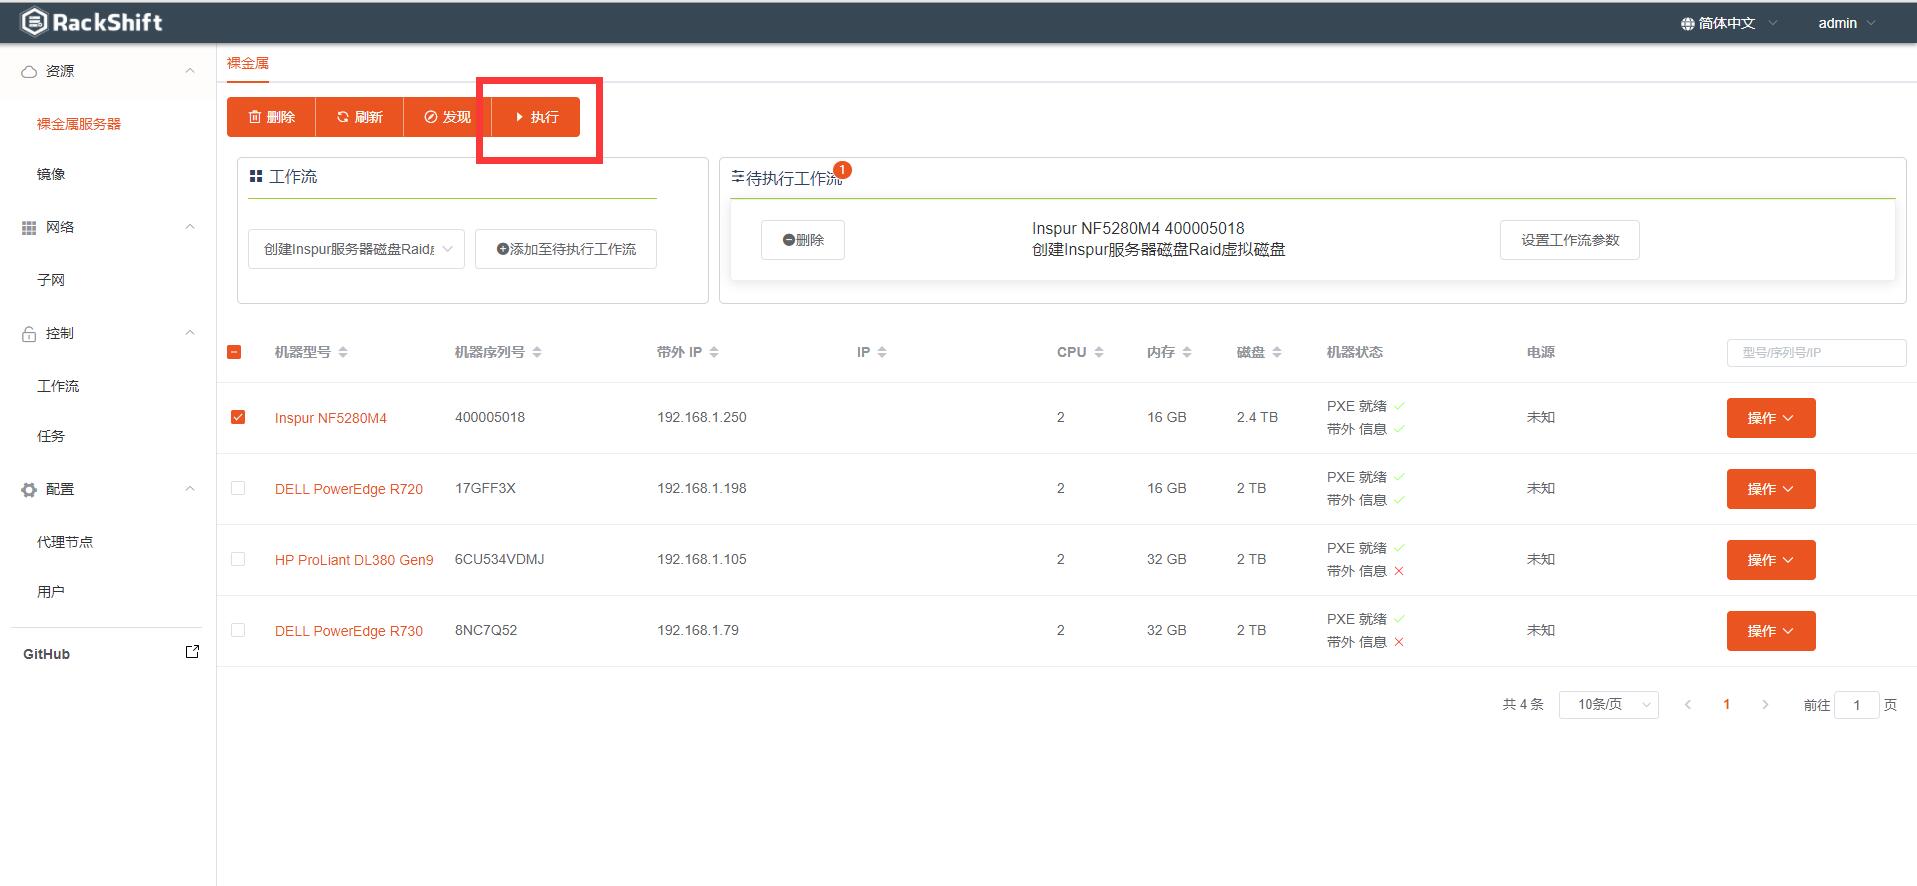 RackShift
简体中文
admin
资源
裸金属服务器
镜像
网络
子网
控制
工作流
任务
配置
代理节点
用户
GitHub
裸金属
删除 刷新 发现 执行
工作流
创建Inspur服务器磁盘Raid
添加至待执行工作流
待执行工作流 1
删除
Inspur NF5280M4 400005018
创建Inspur服务器磁盘Raid虚拟磁盘
设置工作流参数
机器型号 机器序列号 带外 IP IP CPU 内存 磁盘 机器状态 电源 型号/序列号/IP
Inspur NF5280M4 400005018 192.168.1.250 2 16 GB 2.4 TB PXE 就绪 未知 操作
带外 信息
DELL PowerEdge R720 17GFF3X 192.168.1.198 2 16 GB 2 TB PXE 就绪 未知 操作
带外 信息
HP ProLiant DL380 Gen9 6CU534VDMJ 192.168.1.105 2 32 GB 2 TB PXE 就绪 未知 操作
带外 信息
DELL PowerEdge R730 8NC7Q52 192.168.1.79 2 32 GB 2 TB PXE 就绪 未知 操作
带外 信息
共 4 条 10条/页 1 前往 1 页